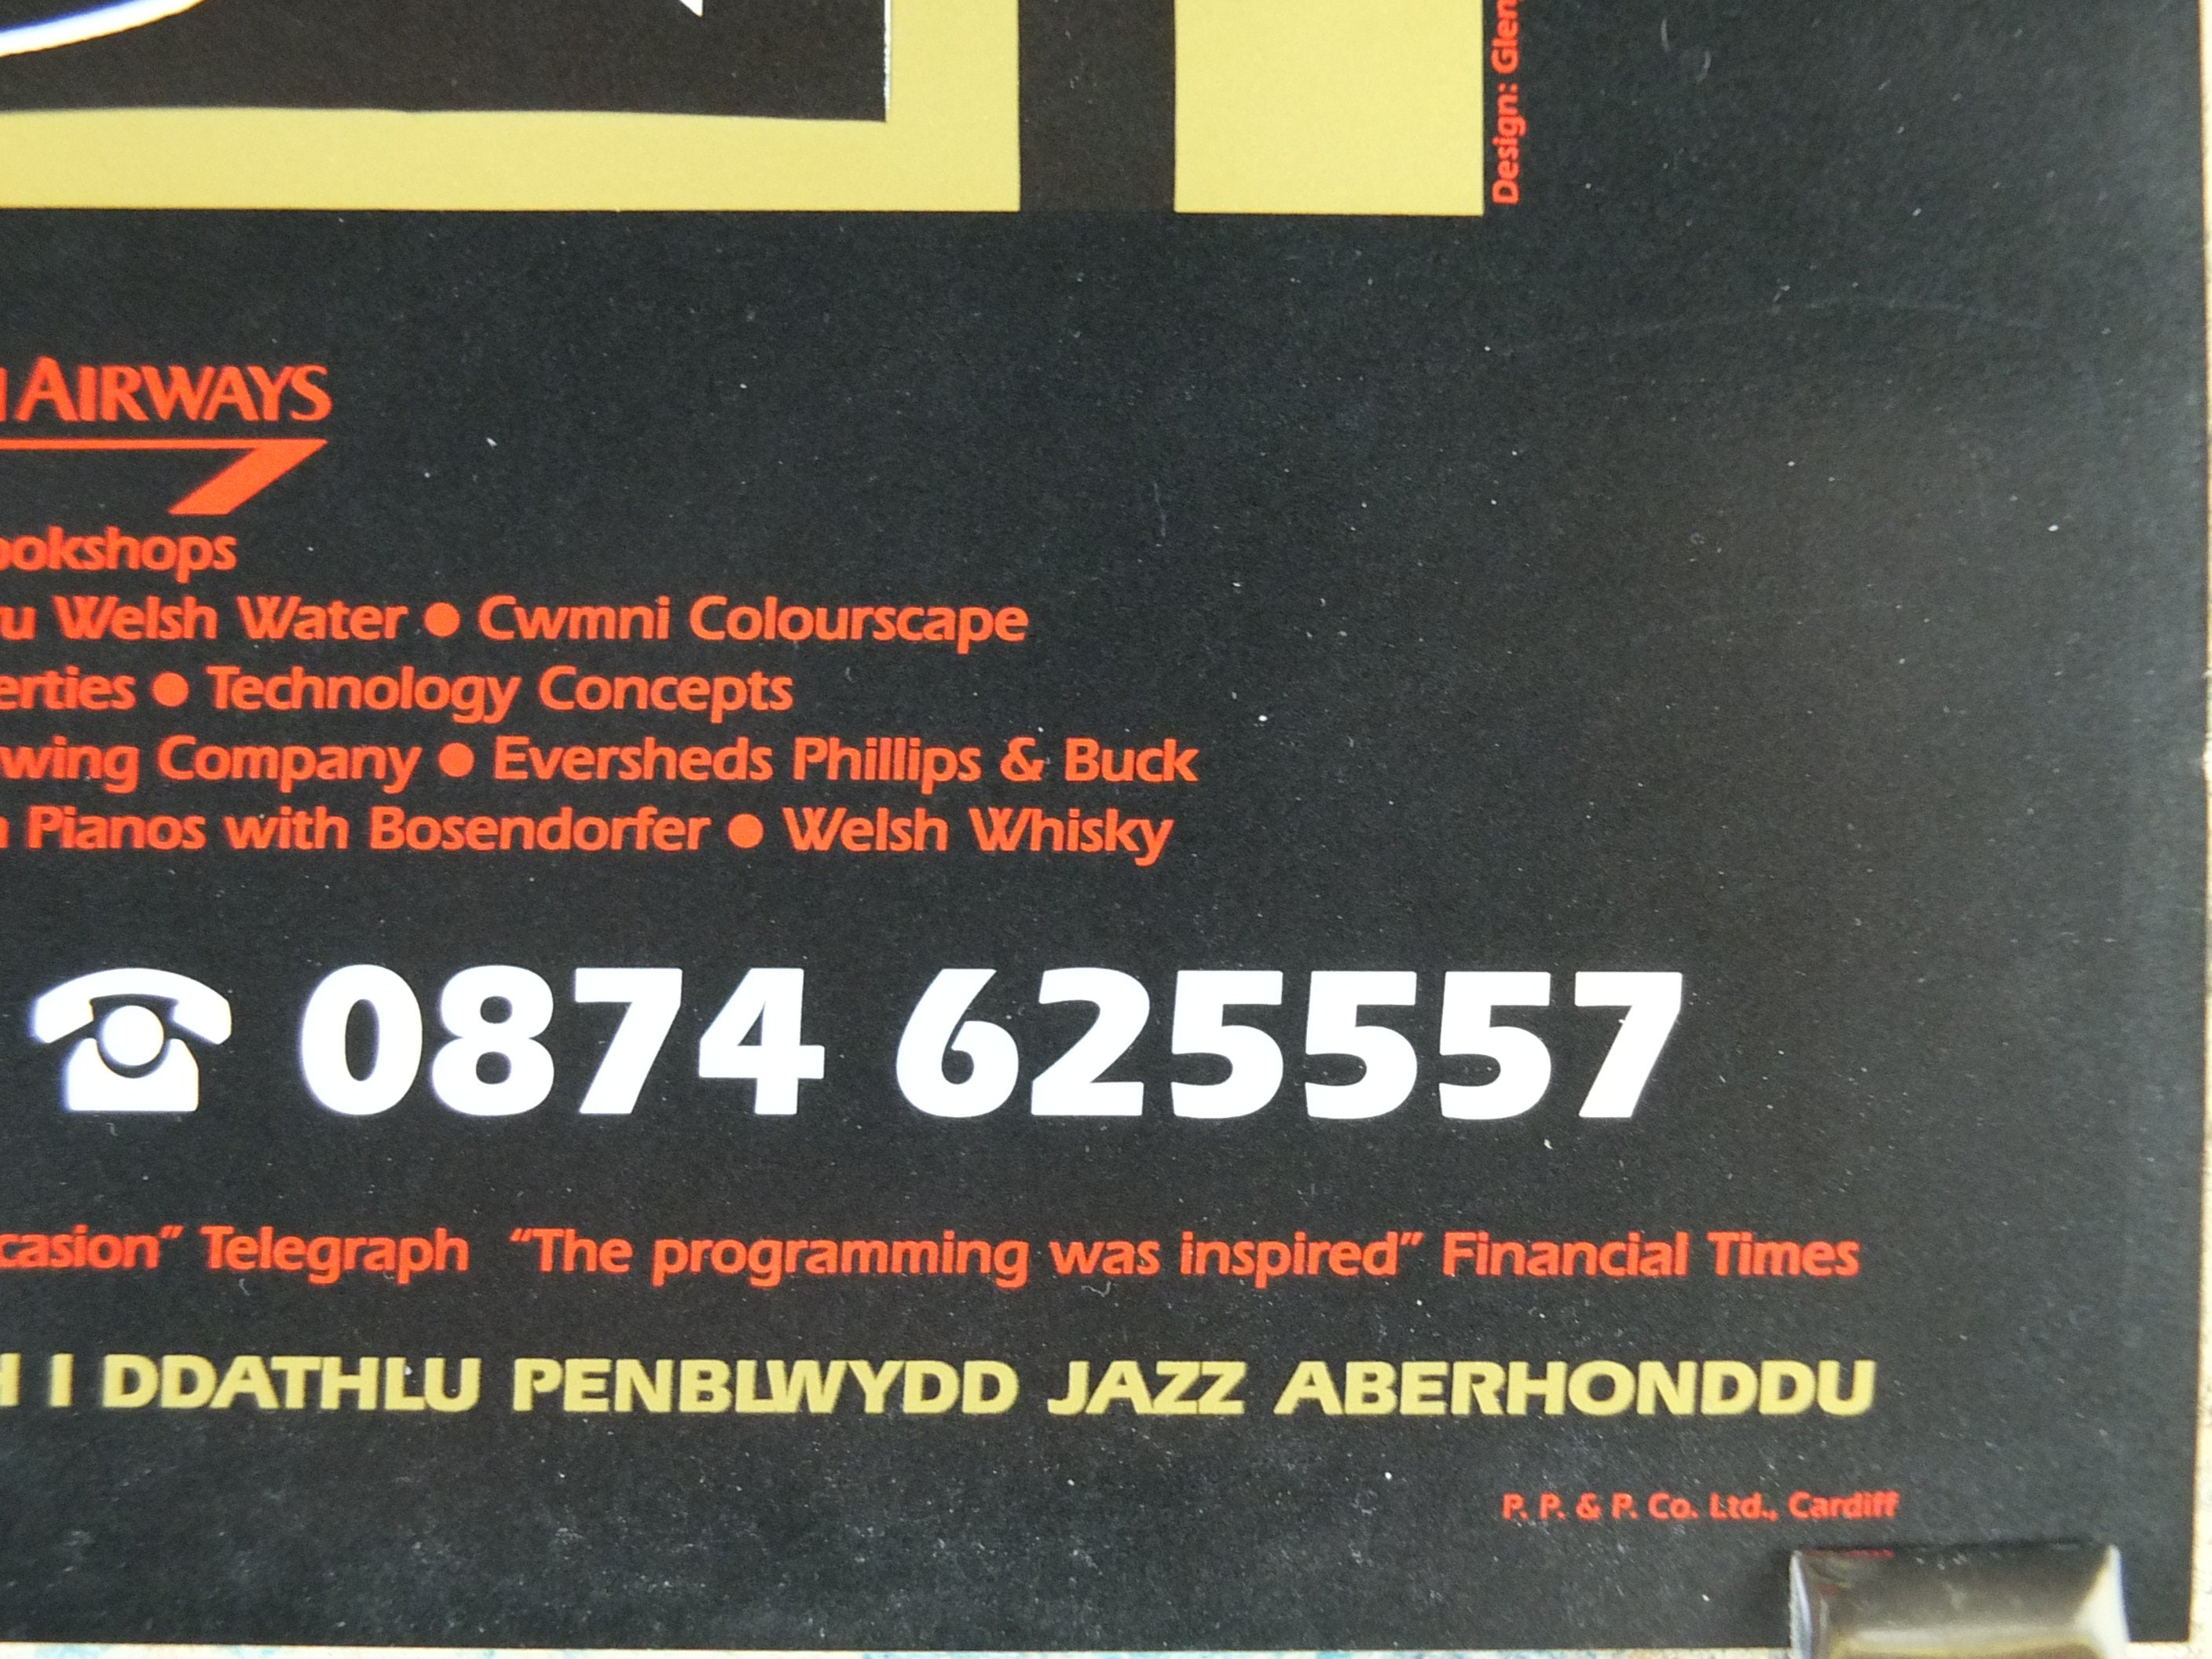 Design: Glen
AIRWAYS
ookshops
ru Welsh Water ● Cwmni Colourscape
erties ● Technology Concepts
wing Company ● Eversheds Phillips & Buck
Pianos with Bosendorfer ● Welsh Whisky
0874 625557
casion” Telegraph “The programming was inspired” Financial Times
H I DDATHLU PENBLWYDD JAZZ ABERHONDDU
P. P. & P. Co. Ltd., Cardiff